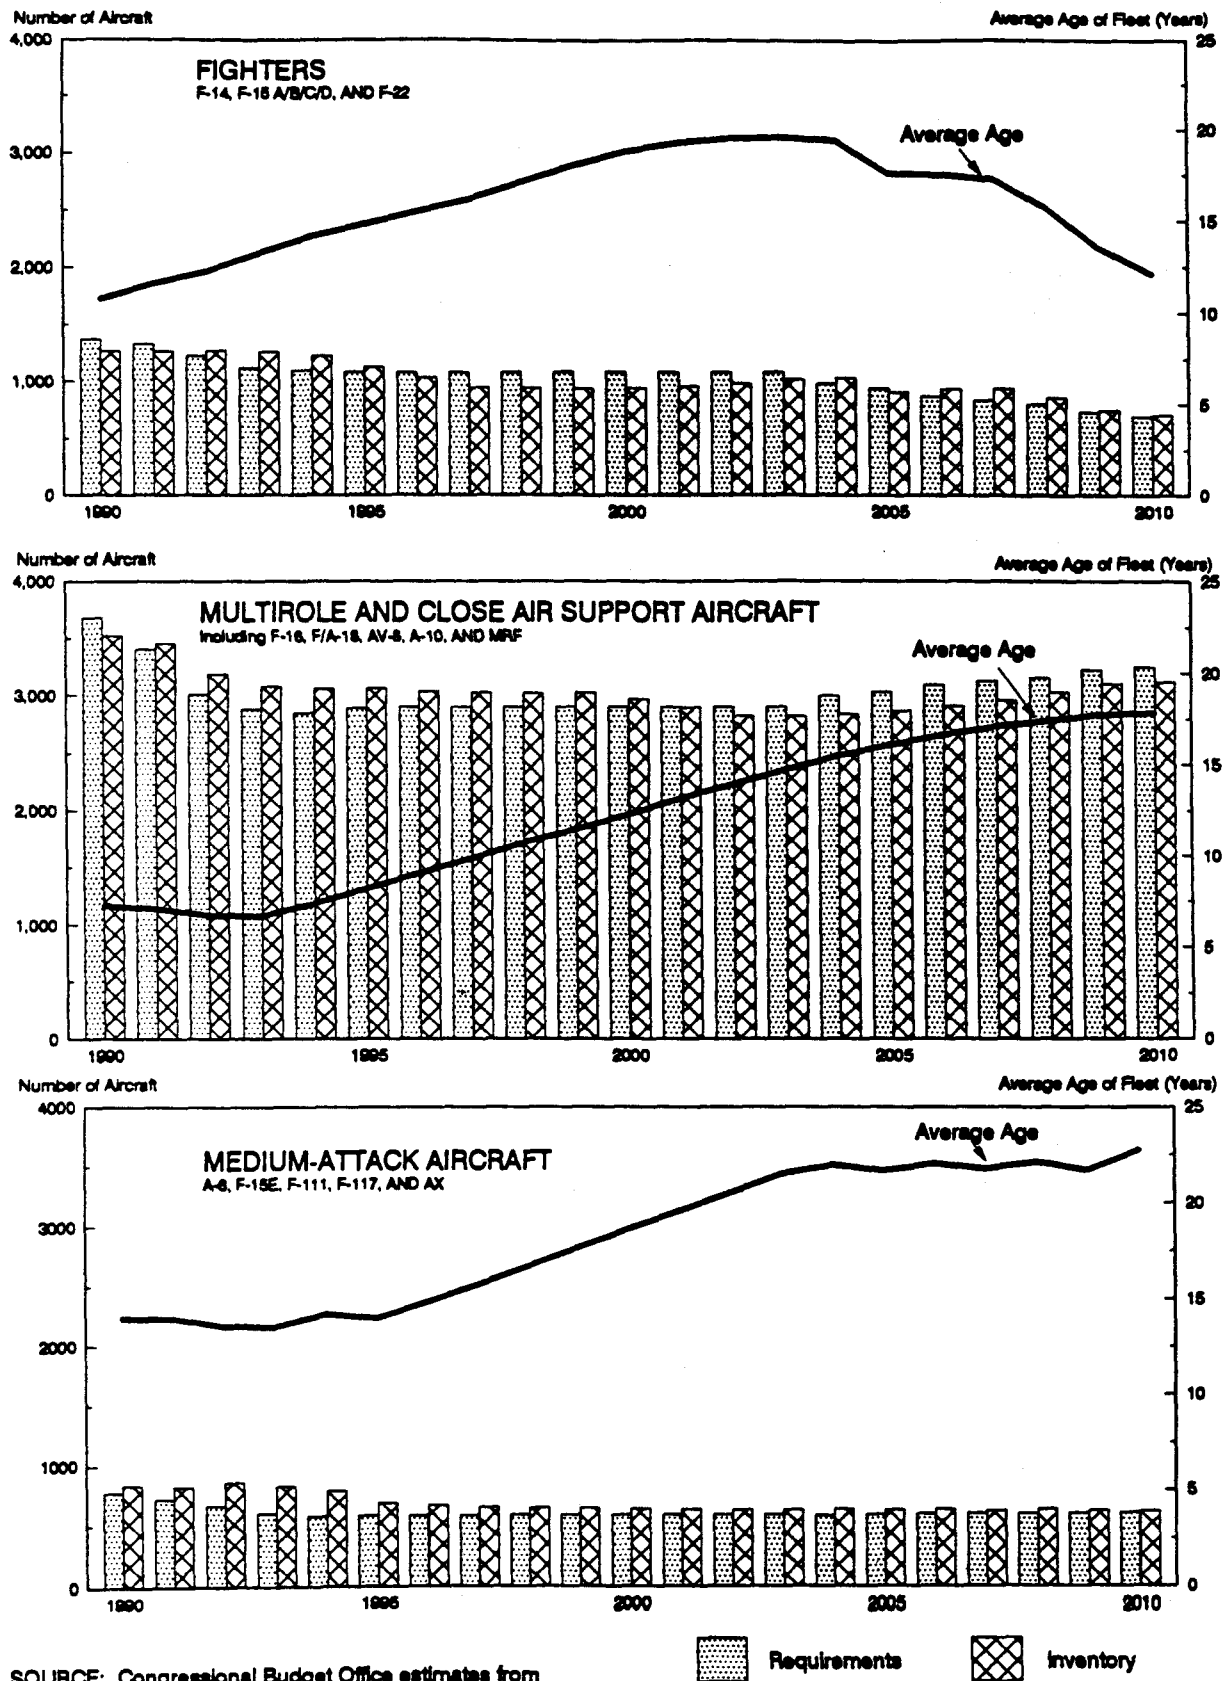 Number of Aircraft
Average Age of Fleet (Years)
4,000
3,000
2,000
1,000
0
25
20
15
10
5
0
FIGHTERS
F-14, F-15 A/B/C/D, AND F-22
Average Age
1990
1995
2000
2005
2010
Number of Aircraft
Average Age of Fleet (Years)
4,000
3,000
2,000
1,000
0
25
20
15
10
5
0
MULTIROLE AND CLOSE AIR SUPPORT AIRCRAFT
Including F-16, F/A-18, AV-8, A-10, AND MRF
Average Age
1990
1995
2000
2005
2010
Number of Aircraft
Average Age of Fleet (Years)
4000
3000
2000
1000
0
25
20
15
10
5
0
MEDIUM-ATTACK AIRCRAFT
A-6, F-15E, F-111, F-117, AND AX
Average Age
1990
1995
2000
2005
2010
Requirements
Inventory
SOURCE: Congressional Budget Office estimates from